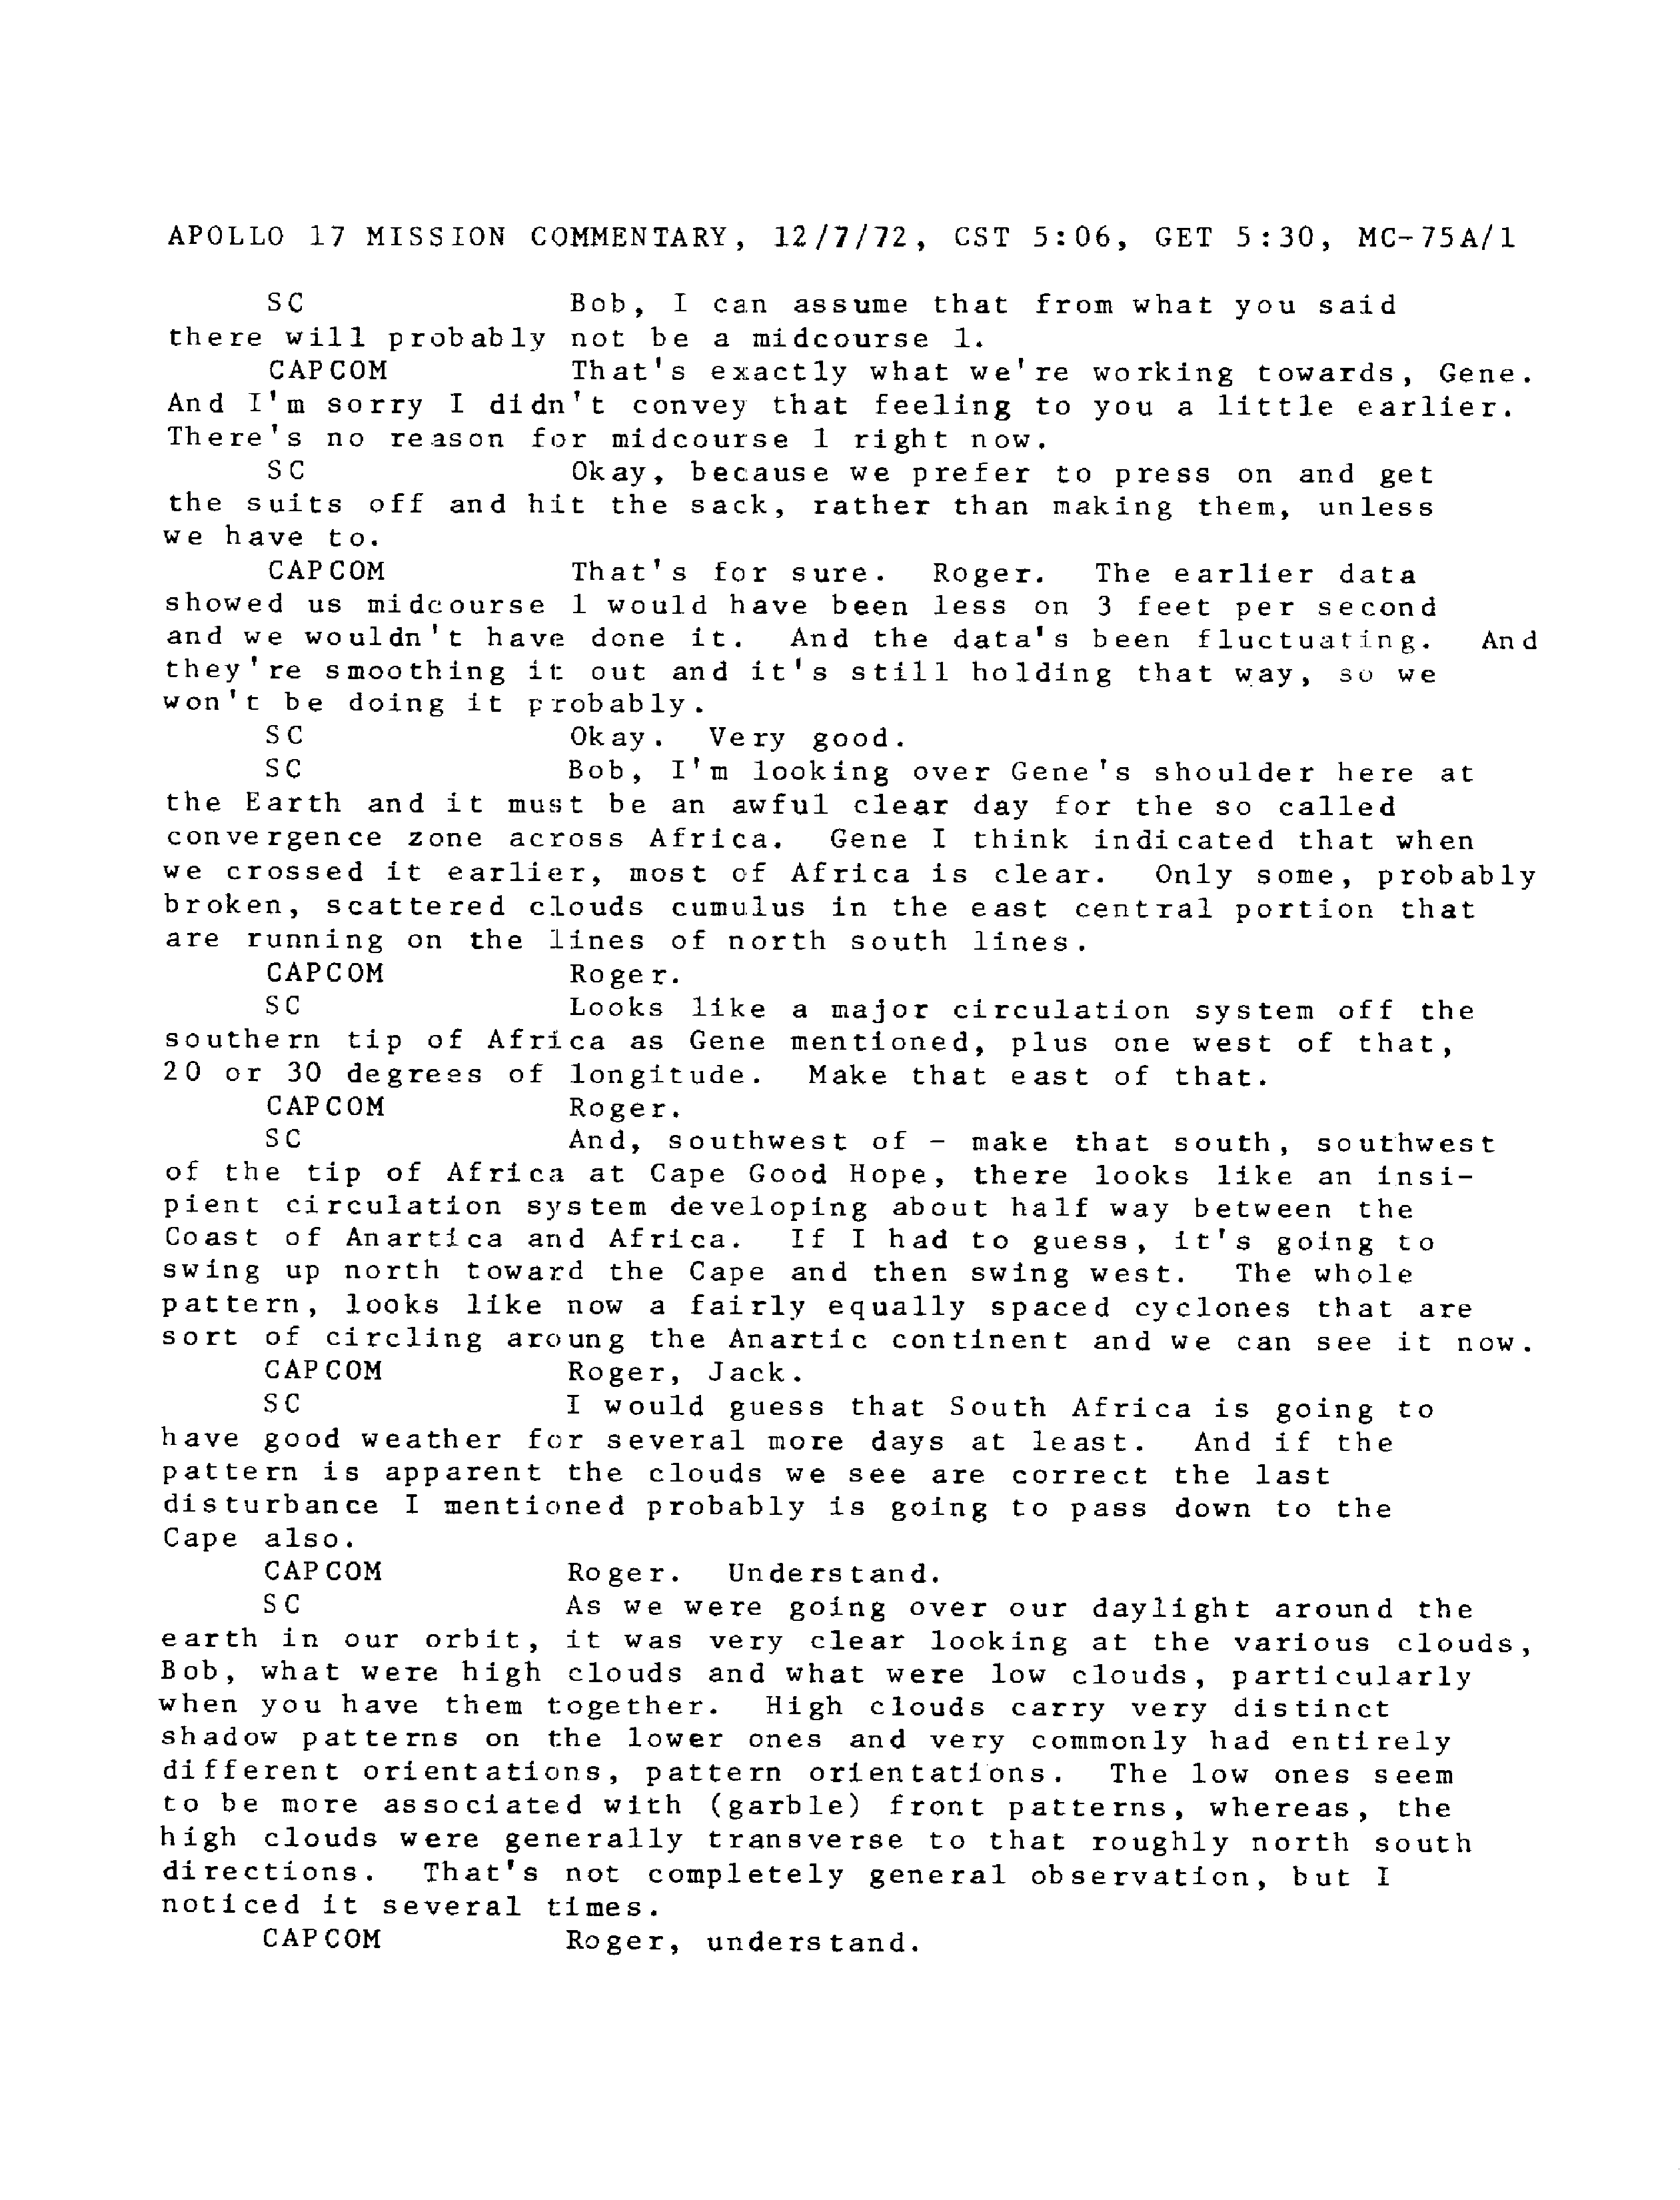 APOLLO 17 MISSION COMMENTARY, 12/7/72, CST 5:06, GET 5:30, MC-75A/1
SC Bob, I can assume that from what you said
there will probably not be a midcourse 1.
CAPCOM That's exactly what we're working towards, Gene.
And I'm sorry I didn't convey that feeling to you a little earlier.
There's no reason for midcourse 1 right now.
SC Okay, because we prefer to press on and get
the suits off and hit the sack, rather than making them, unless
we have to.
CAPCOM That's for sure. Roger. The earlier data
showed us midcourse 1 would have been less on 3 feet per second
and we wouldn't have done it. And the data's been fluctuating. And
they're smoothing it out and it's still holding that way, so we
won't be doing it probably.
SC Okay. Very good.
SC Bob, I'm looking over Gene's shoulder here at
the Earth and it must be an awful clear day for the so called
convergence zone across Africa. Gene I think indicated that when
we crossed it earlier, most of Africa is clear. Only some, probably
broken, scattered clouds cumulus in the east central portion that
are running on the lines of north south lines.
CAPCOM Roger.
SC Looks like a major circulation system off the
southern tip of Africa as Gene mentioned, plus one west of that,
20 or 30 degrees of longitude. Make that east of that.
CAPCOM Roger.
SC And, southwest of - make that south, southwest
of the tip of Africa at Cape Good Hope, there looks like an insi-
pient circulation system developing about half way between the
Coast of Anartica and Africa. If I had to guess, it's going to
swing up north toward the Cape and then swing west. The whole
pattern, looks like now a fairly equally spaced cyclones that are
sort of circling aroung the Anartic continent and we can see it now.
CAPCOM Roger, Jack.
SC I would guess that South Africa is going to
have good weather for several more days at least. And if the
pattern is apparent the clouds we see are correct the last
disturbance I mentioned probably is going to pass down to the
Cape also.
CAPCOM Roger. Understand.
SC As we were going over our daylight around the
earth in our orbit, it was very clear looking at the various clouds,
Bob, what were high clouds and what were low clouds, particularly
when you have them together. High clouds carry very distinct
shadow patterns on the lower ones and very commonly had entirely
different orientations, pattern orientations. The low ones seem
to be more associated with (garble) front patterns, whereas, the
high clouds were generally transverse to that roughly north south
directions. That's not completely general observation, but I
noticed it several times.
CAPCOM Roger, understand.